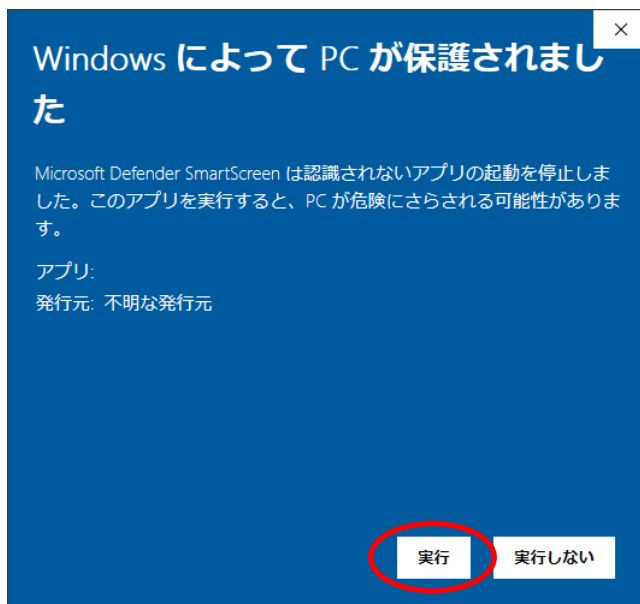 Windows によって PC が保護されまし
た
Microsoft Defender SmartScreen は認識されないアプリの起動を停止しま
した。このアプリを実行すると、PC が危険にさらされる可能性がありま
す。
アプリ:
発行元: 不明な発行元
実行 実行しない